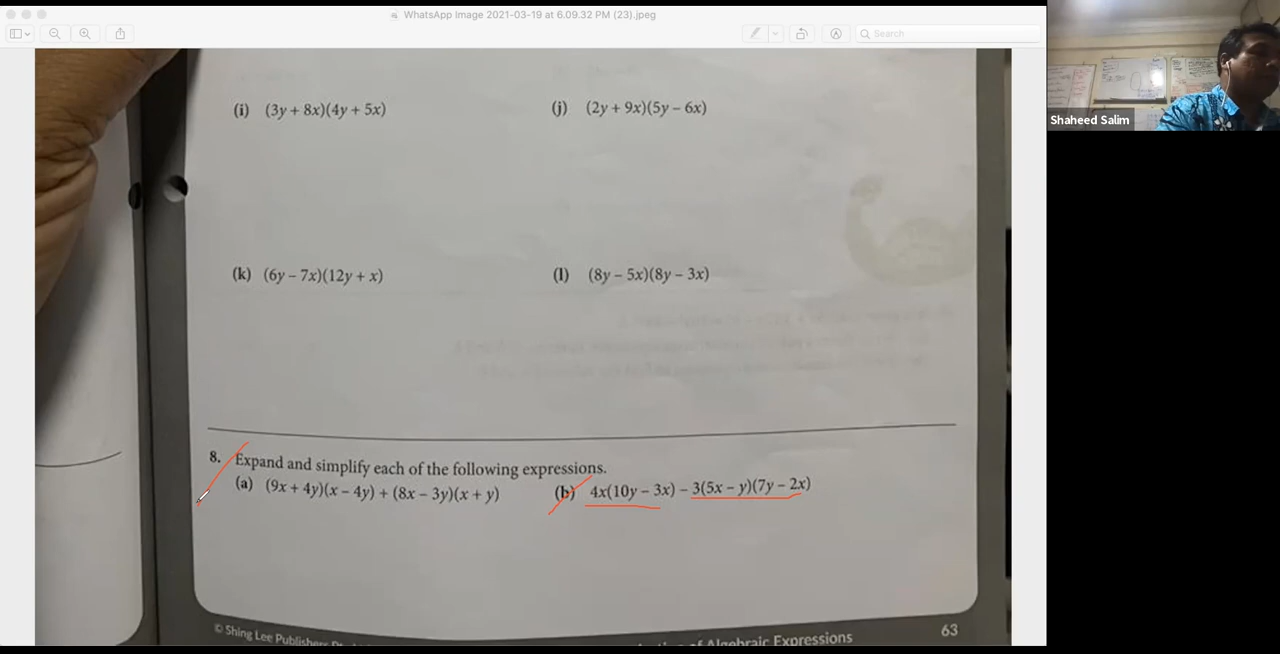 WhatsApp Image 2021-03-19 at 6.09.32 PM (23).jpeg
Search
Shaheed Salim
(i) (3y + 8x)(4y + 5x)
(j) (2y + 9x)(5y – 6x)
(k) (6y – 7x)(12y + x)
(l) (8y – 5x)(8y – 3x)
8. Expand and simplify each of the following expressions.
(a) (9x + 4y)(x – 4y) + (8x – 3y)(x + y)
(b) 4x(10y – 3x) – 3(5x – y)(7y – 2x)
© Shing Lee Publishers
of Algebraic Expressions
63